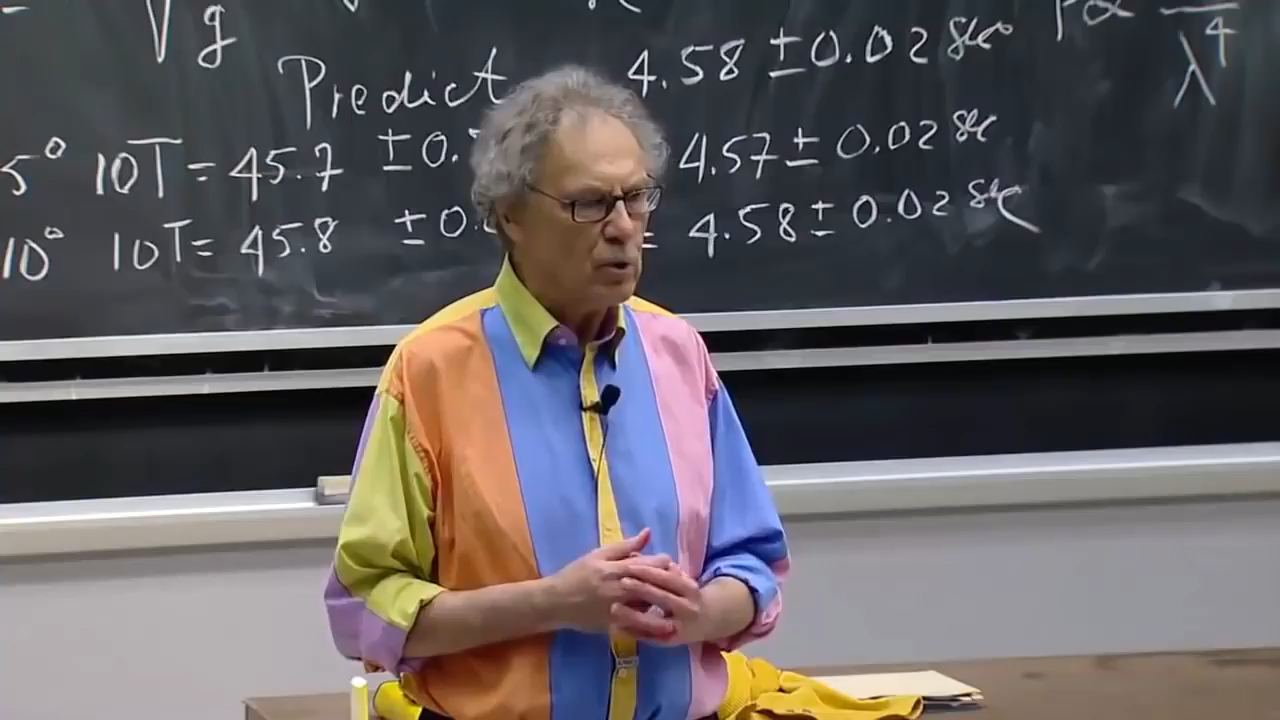 √g
Predict 4.58 ± 0.02 sec
5° 10T = 45.7 ± 0. 4.57 ± 0.02 sec
10° 10T = 45.8 ± 0. = 4.58 ± 0.02 sec
λ⁴